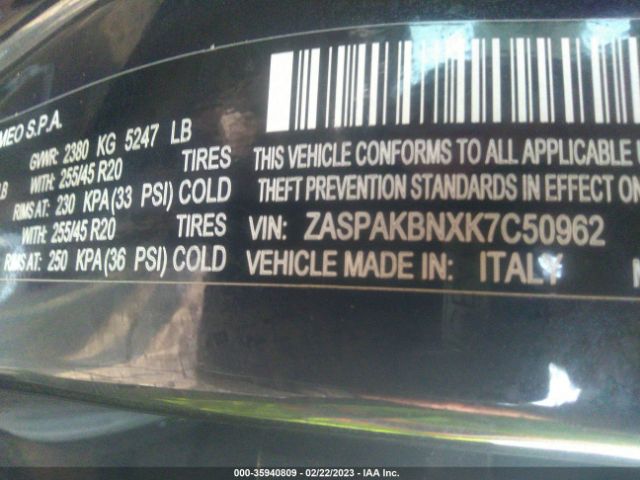 MEO S.P.A.
GVWR: 2380 KG 5247 LB
LB WITH: 255/45 R20 TIRES
RIMS AT: 230 KPA(33 PSI) COLD
WITH: 255/45 R20 TIRES
RIMS AT: 250 KPA(36 PSI) COLD
THIS VEHICLE CONFORMS TO ALL APPLICABLE
THEFT PREVENTION STANDARDS IN EFFECT ON
VIN: ZASPAKBNXK7C50962
VEHICLE MADE IN: ITALY
000-35940809 - 02/22/2023 - IAA Inc.